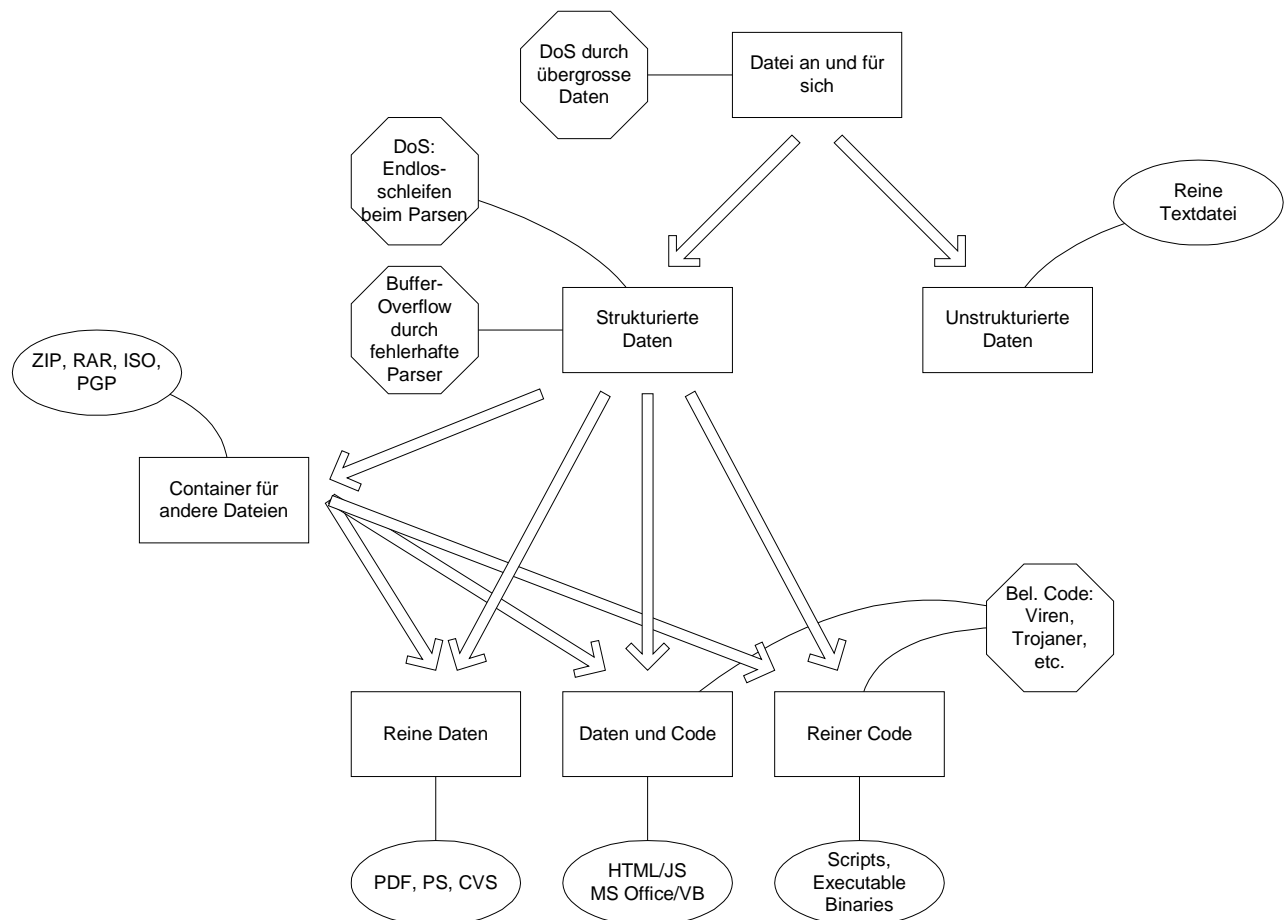 DoS durch
übergrosse
Daten
Datei an und für
sich
DoS:
Endlos-
schleifen
beim Parsen
Reine
Textdatei
Buffer-
Overflow
durch
fehlerhafte
Parser
Strukturierte
Daten
Unstrukturierte
Daten
ZIP, RAR, ISO,
PGP
Container für
andere Dateien
Bel. Code:
Viren,
Trojaner,
etc.
Reine Daten
Daten und Code
Reiner Code
PDF, PS, CVS
HTML/JS
MS Office/VB
Scripts,
Executable
Binaries